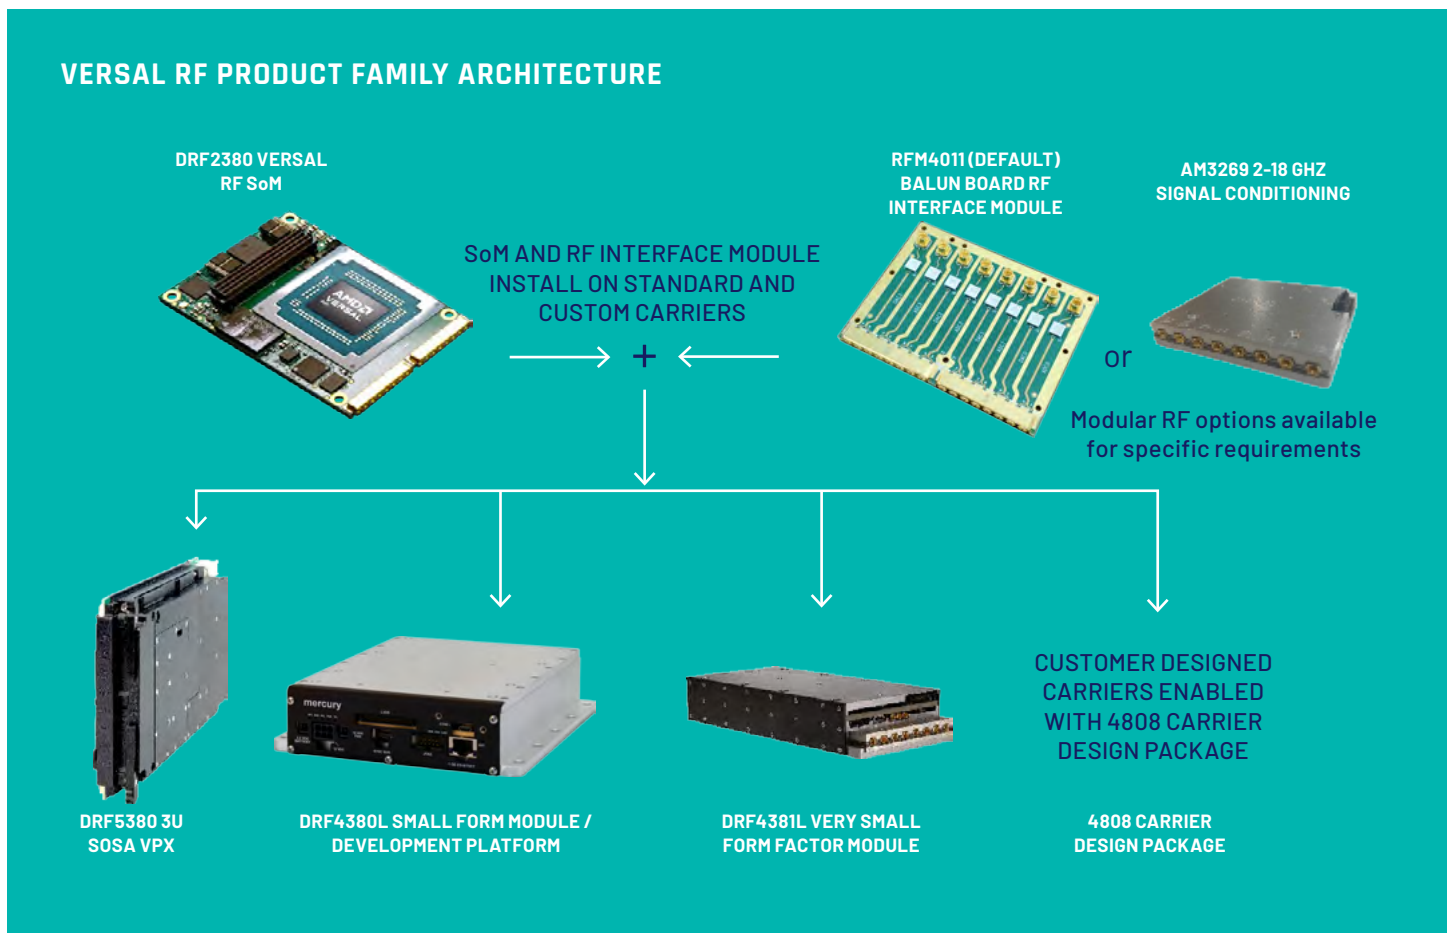 VERSAL RF PRODUCT FAMILY ARCHITECTURE
DRF2380 VERSAL
RF SoM
RFM4011 (DEFAULT)
BALUN BOARD RF
INTERFACE MODULE
AM3269 2-18 GHZ
SIGNAL CONDITIONING
SoM AND RF INTERFACE MODULE
INSTALL ON STANDARD AND
CUSTOM CARRIERS
+
or
AMD
VERSAL
Modular RF options available
for specific requirements
mercury
CUSTOMER DESIGNED
CARRIERS ENABLED
WITH 4808 CARRIER
DESIGN PACKAGE
DRF5380 3U
SOSA VPX
DRF4380L SMALL FORM MODULE /
DEVELOPMENT PLATFORM
DRF4381L VERY SMALL
FORM FACTOR MODULE
4808 CARRIER
DESIGN PACKAGE